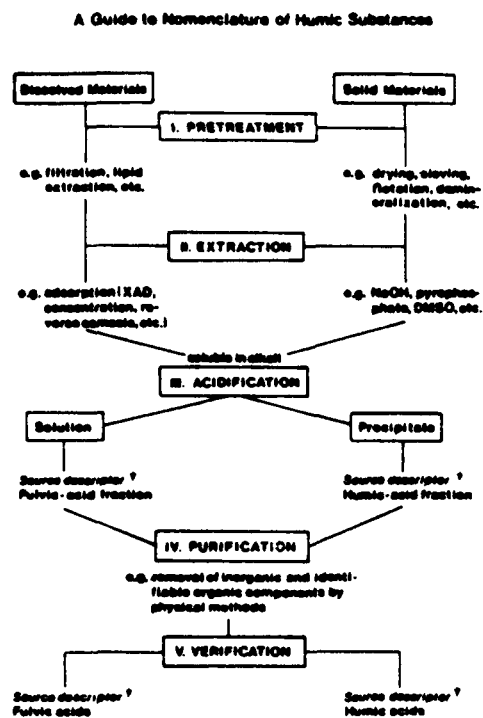 A Guide to Nomenclature of Humic Substances
Dissolved Materials
Solid Materials
I. PRETREATMENT
e.g. filtration, lipid
extraction, etc.
e.g. drying, sieving,
flotation, demin-
eralization, etc.
II. EXTRACTION
e.g. adsorption (XAD,
concentration, re-
verse osmosis, etc.)
e.g. NaOH, pyrophos-
phate, DMSO, etc.
soluble in alkali
III. ACIDIFICATION
Solution
Precipitate
Source descriptor †
Fulvic-acid fraction
Source descriptor †
Humic-acid fraction
IV. PURIFICATION
e.g. removal of inorganic and identi-
fiable organic components by
physical methods
V. VERIFICATION
Source descriptor †
Fulvic acids
Source descriptor †
Humic acids